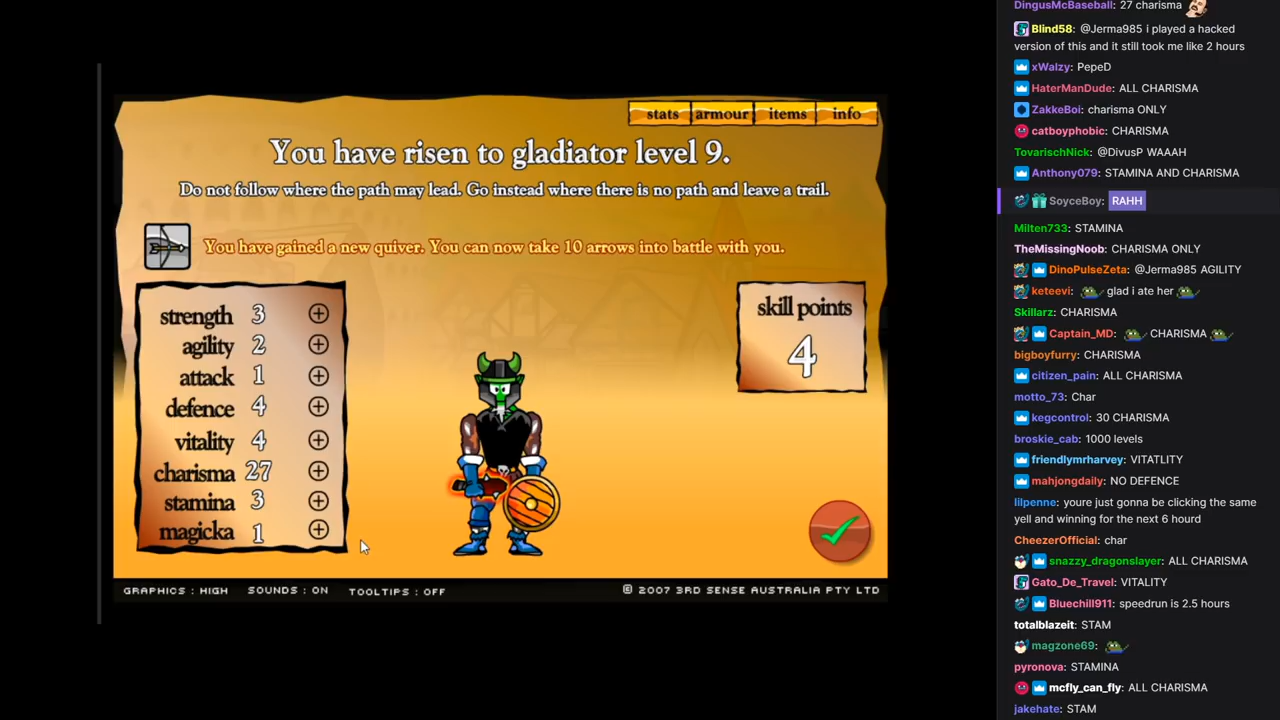 stats armour items info
You have risen to gladiator level 9.
Do not follow where the path may lead. Go instead where there is no path and leave a trail.
You have gained a new quiver. You can now take 10 arrows into battle with you.
strength 3
agility 2
attack 1
defence 4
vitality 4
charisma 27
stamina 3
magicka 1
skill points
4
GRAPHICS : HIGH SOUNDS : ON TOOLTIPS : OFF
© 2007 3RD SENSE AUSTRALIA PTY LTD
DingusMcBaseball: 27 charisma
Blind58: @Jerma985 i played a hacked
version of this and it still took me like 2 hours
xWalzy: PepeD
HaterManDude: ALL CHARISMA
ZakkeBoi: charisma ONLY
catboyphobic: CHARISMA
TovarischNick: @DivusP WAAAH
Anthony079: STAMINA AND CHARISMA
SoyceBoy: RAHH
Milten733: STAMINA
TheMissingNoob: CHARISMA ONLY
DinoPulseZeta: @Jerma985 AGILITY
keteevi: glad i ate her
Skillarz: CHARISMA
Captain_MD: CHARISMA
bigboyfurry: CHARISMA
citizen_pain: ALL CHARISMA
motto_73: Char
kegcontrol: 30 CHARISMA
broskie_cab: 1000 levels
friendlymrharvey: VITATLITY
mahjongdaily: NO DEFENCE
lilpenne: youre just gonna be clicking the same
yell and winning for the next 6 hourd
CheezerOfficial: char
snazzy_dragonslayer: ALL CHARISMA
Gato_De_Travel: VITALITY
Bluechill911: speedrun is 2.5 hours
totalblazeit: STAM
magzone69:
pyronova: STAMINA
mcfly_can_fly: ALL CHARISMA
jakehate: STAM